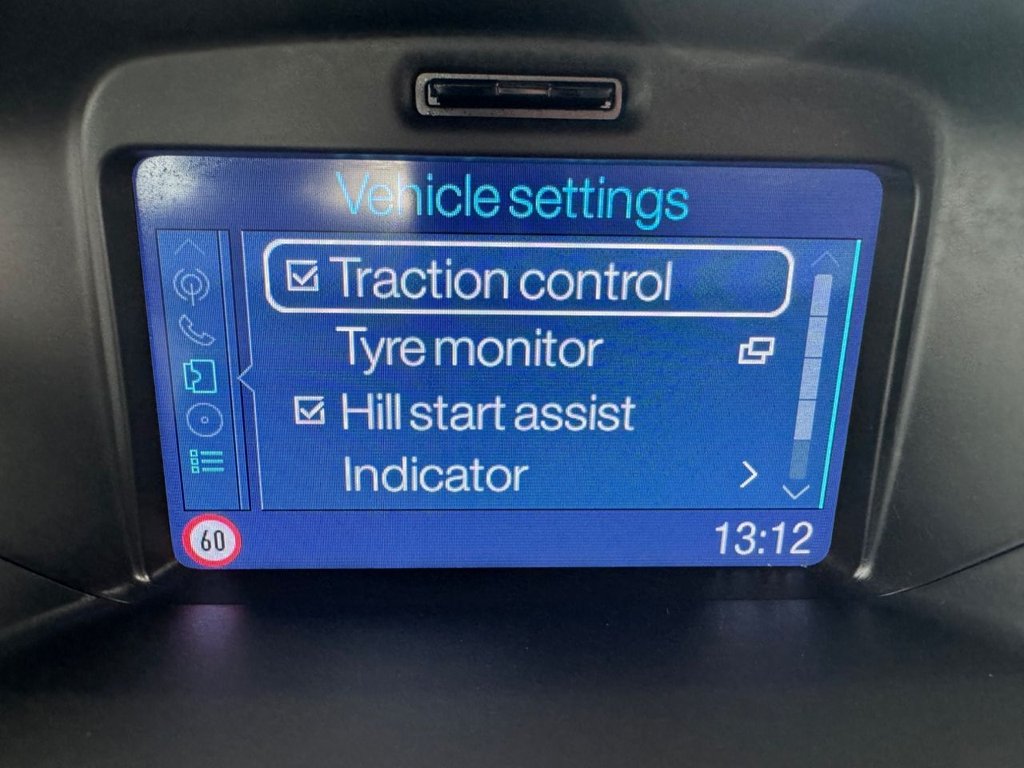 Vehicle settings
Traction control
Tyre monitor
Hill start assist
Indicator
60
13:12